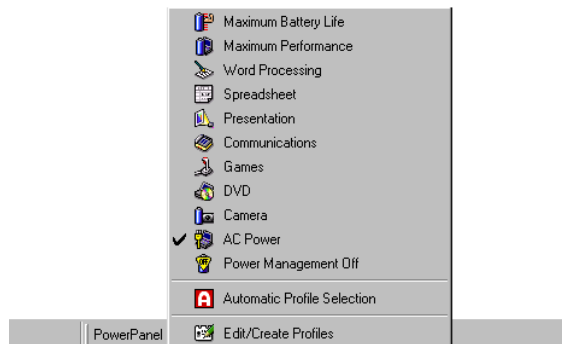 Maximum Battery Life
Maximum Performance
Word Processing
Spreadsheet
Presentation
Communications
Games
DVD
Camera
AC Power
OFF
Power Management Off
A
Automatic Profile Selection
PowerPanel
Edit/Create Profiles